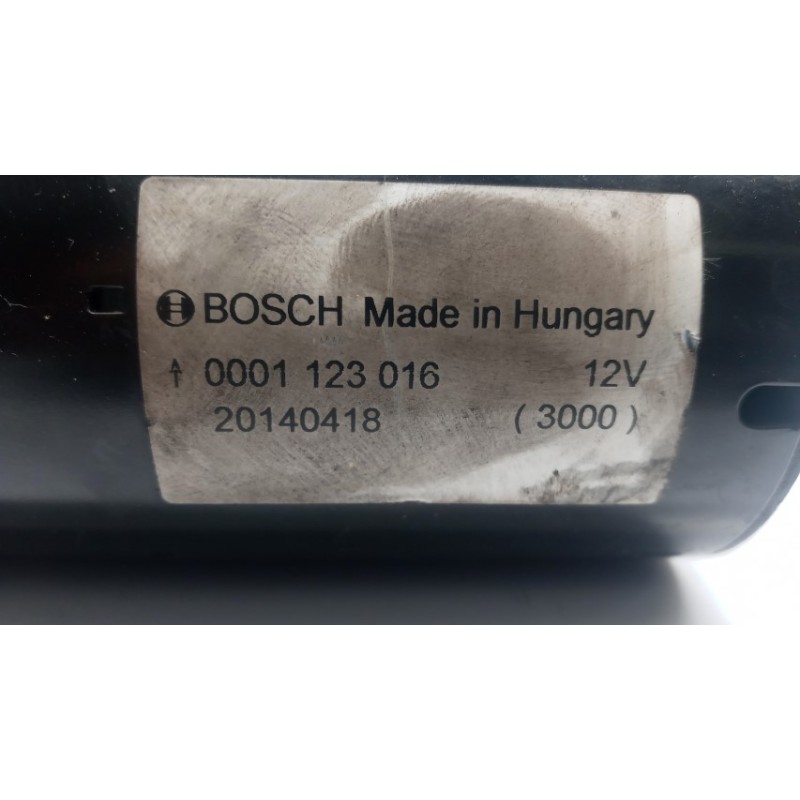 BOSCH Made in Hungary
↑ 0001 123 016 12V
20140418 (3000)